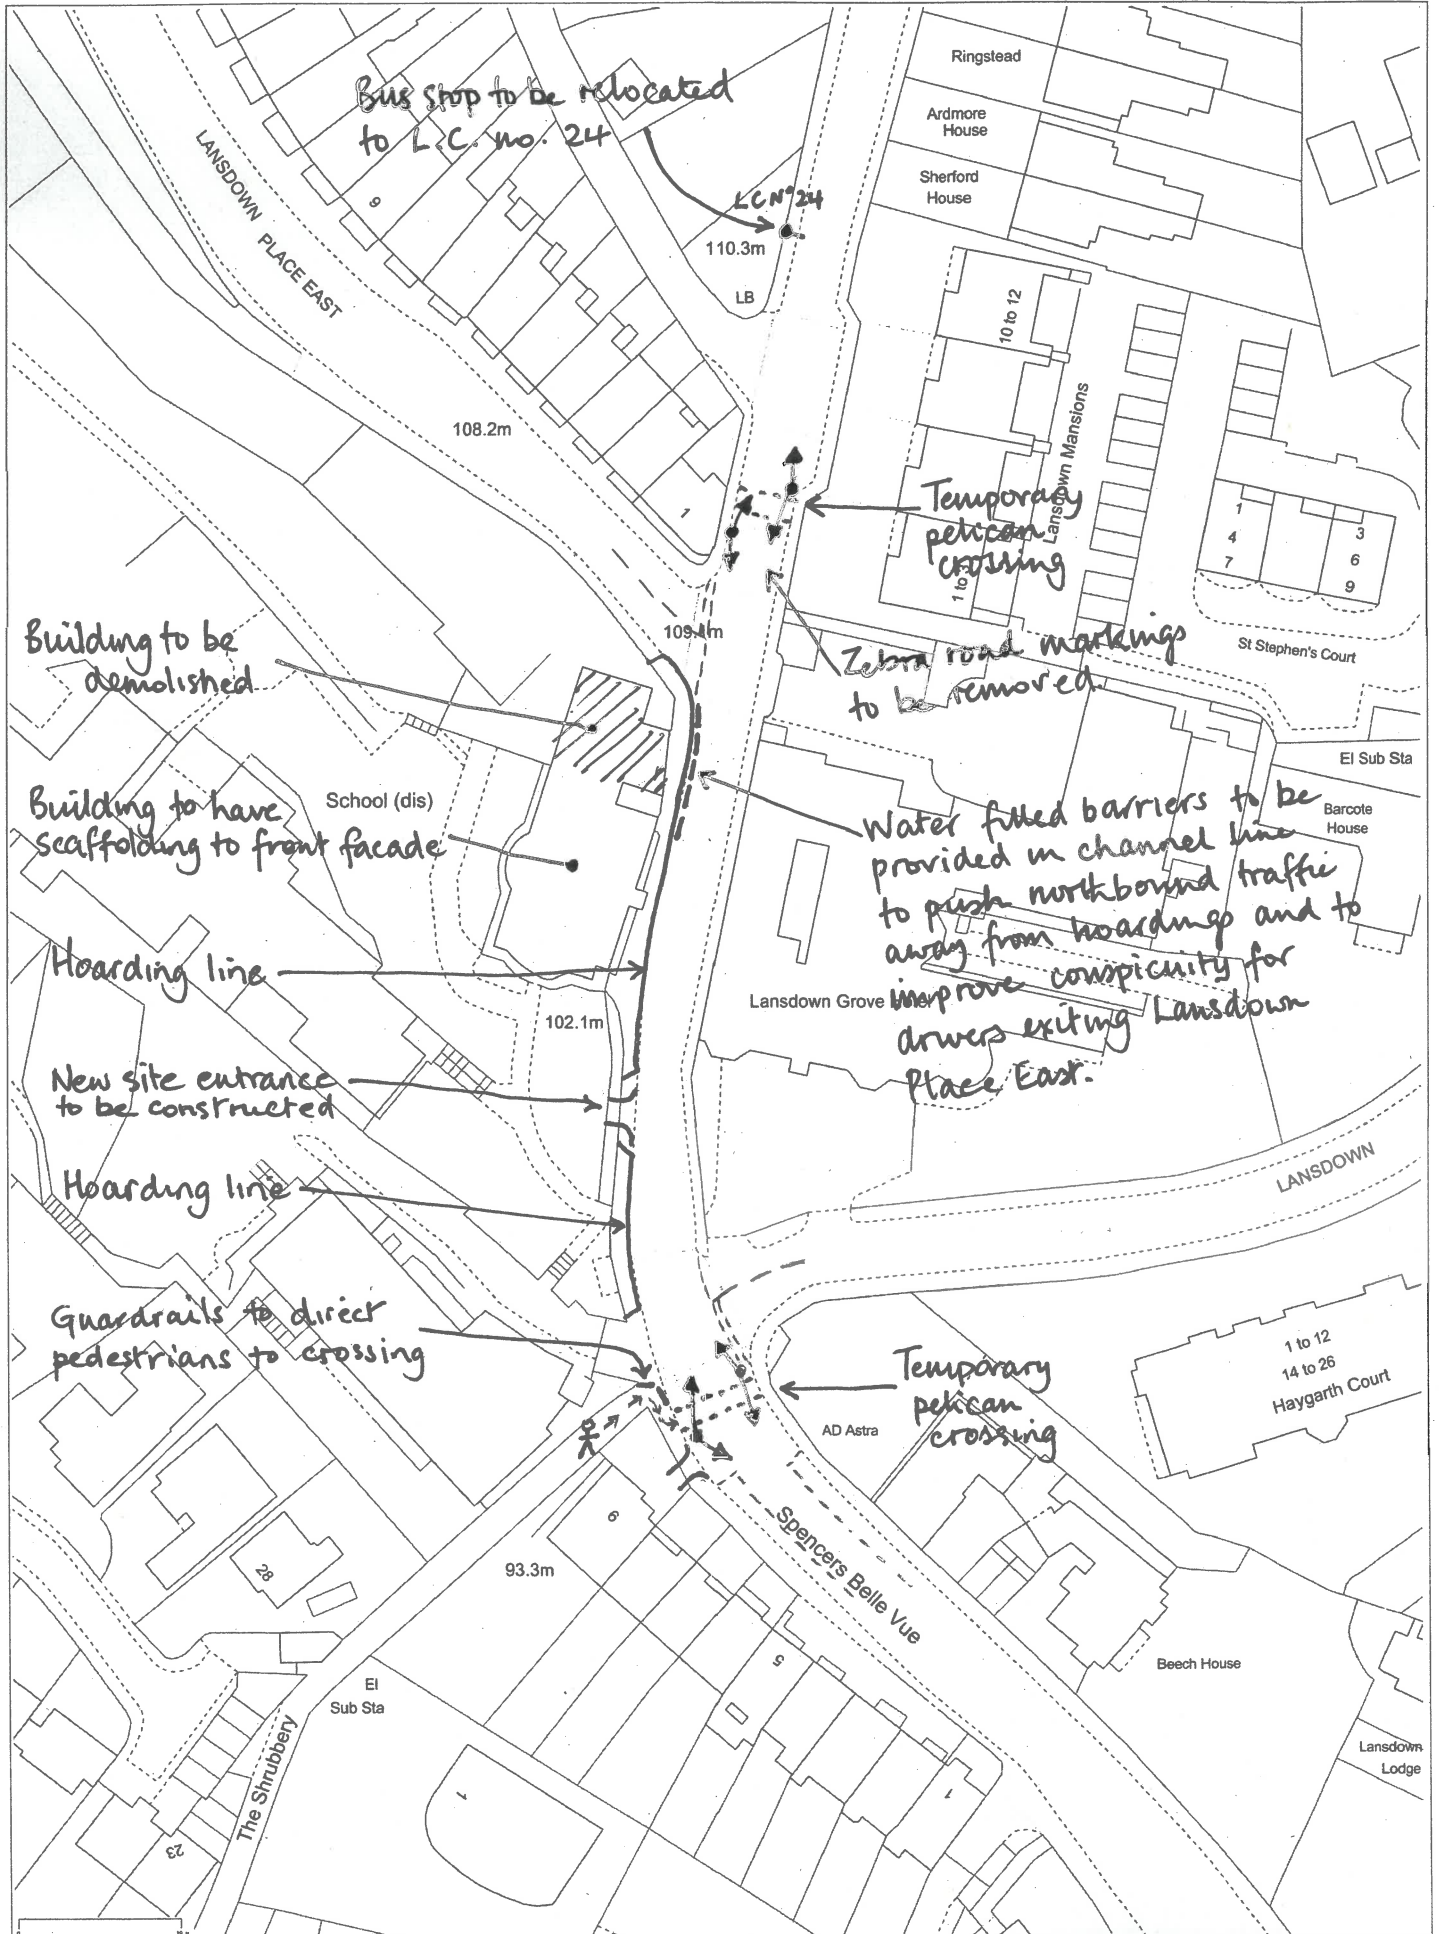 Ringstead
Bus stop to be relocated
to L.C. no. 24
Ardmore
House
LANSDOWN PLACE EAST
Sherford
House
9
LC No 24
110.3m
LB
10 to 12
Lansdown Mansions
108.2m
1
Temporary
pelican
crossing
1 to
1
4
7
3
6
9
109.4m
St Stephen's Court
Building to be
demolished
Zebra road markings
to be removed.
El Sub Sta
Barcote
House
School (dis)
Building to have
scaffolding to front facade
Water filled barriers to be
provided in channel line
to push northbound traffic
away from hoardings and to
improve conspicuity for
drivers exiting Lansdown
Place East.
Hoarding line
Lansdown Grove
102.1m
New site entrance
to be constructed
LANSDOWN
Hoarding line
Guardrails to direct
pedestrians to crossing
1 to 12
14 to 26
Haygarth Court
Temporary
pelican
crossing
AD Astra
Spencers Belle Vue
6
93.3m
28
5
Beech House
El
Sub Sta
The Shrubbery
Lansdown
Lodge
1
1
23